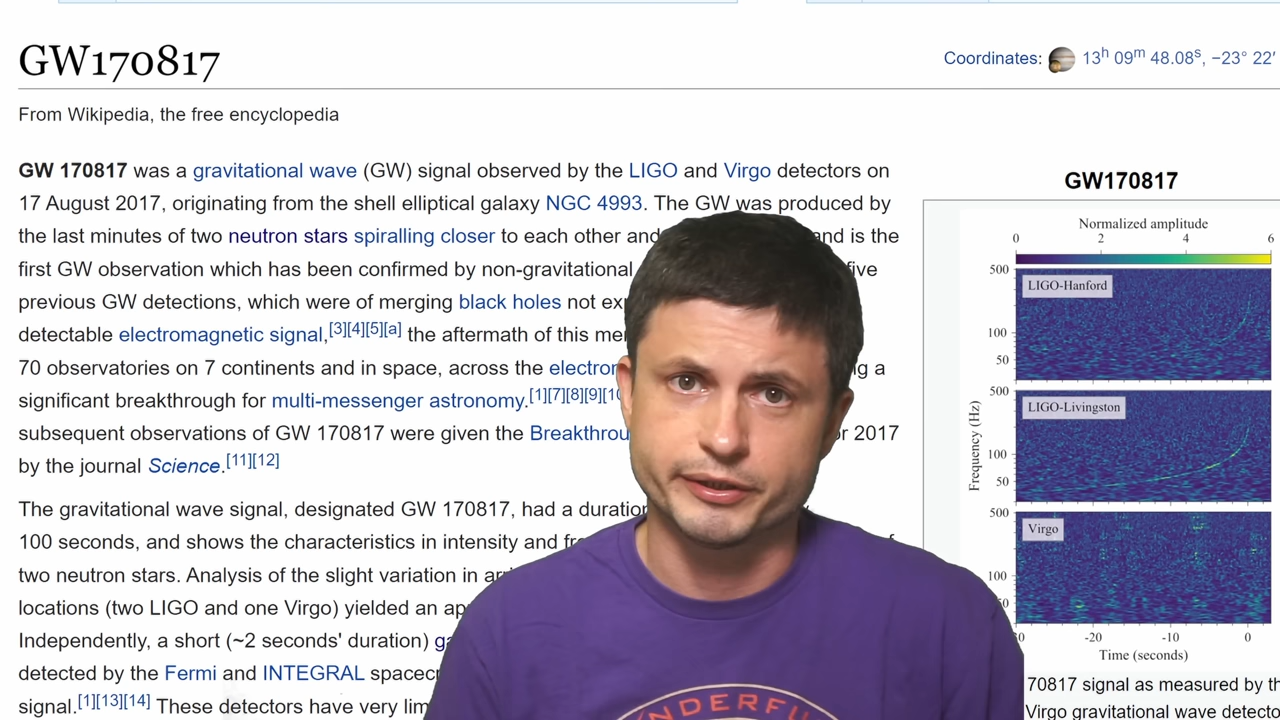 GW170817
Coordinates: 13h 09m 48.08s, −23° 22′
From Wikipedia, the free encyclopedia
GW 170817 was a gravitational wave (GW) signal observed by the LIGO and Virgo detectors on
17 August 2017, originating from the shell elliptical galaxy NGC 4993. The GW was produced by
the last minutes of two neutron stars spiralling closer to each other and and is the
first GW observation which has been confirmed by non-gravitational five
previous GW detections, which were of merging black holes not
detectable electromagnetic signal,[3][4][5][a] the aftermath of this
70 observatories on 7 continents and in space, across the a
significant breakthrough for multi-messenger astronomy.[1][7][8][9]
subsequent observations of GW 170817 were given the 2017
by the journal Science.[11][12]
The gravitational wave signal, designated GW 170817, had a
100 seconds, and shows the characteristics in intensity and
two neutron stars. Analysis of the slight variation in
locations (two LIGO and one Virgo) yielded an
Independently, a short (~2 seconds' duration)
detected by the Fermi and INTEGRAL
signal.[1][13][14] These detectors have very
GW170817
Normalized amplitude
0 2 4 6
500
LIGO-Hanford
100
50
500
LIGO-Livingston
100
50
500
Virgo
100
Frequency (Hz)
-20 -10 0
Time (seconds)
70817 signal as measured by
Virgo gravitational wave
NDERFU